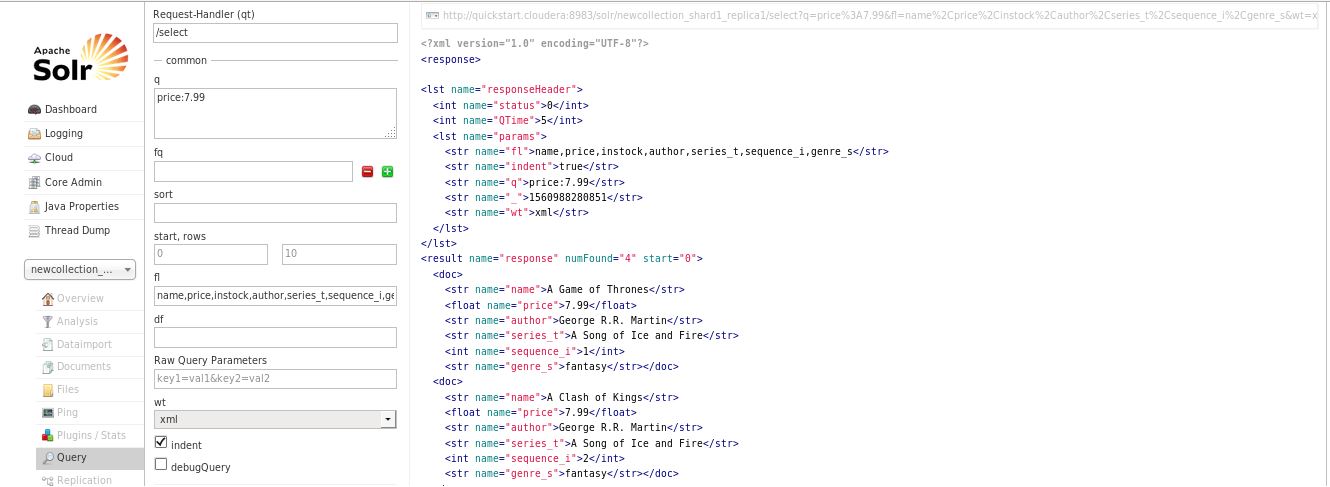 Apache
Solr
Dashboard
Logging
Cloud
Core Admin
Java Properties
Thread Dump
newcollection_...
Overview
Analysis
Dataimport
Documents
Files
Ping
Plugins / Stats
Query
Replication
Request-Handler (qt)
/select
common
q
price:7.99
fq
sort
start, rows
0
10
fl
name,price,instock,author,series_t,sequence_i,ge
df
Raw Query Parameters
key1=val1&key2=val2
wt
xml
indent
debugQuery
http://quickstart.cloudera:8983/solr/newcollection_shard1_replica1/select?q=price%3A7.99&fl=name%2Cprice%2Cinstock%2Cauthor%2Cseries_t%2Csequence_i%2Cgenre_s&wt=x
<?xml version="1.0" encoding="UTF-8"?>
<response>
<lst name="responseHeader">
<int name="status">0</int>
<int name="QTime">5</int>
<lst name="params">
<str name="fl">name,price,instock,author,series_t,sequence_i,genre_s</str>
<str name="indent">true</str>
<str name="q">price:7.99</str>
<str name="_">1560988280851</str>
<str name="wt">xml</str>
</lst>
</lst>
<result name="response" numFound="4" start="0">
<doc>
<str name="name">A Game of Thrones</str>
<float name="price">7.99</float>
<str name="author">George R.R. Martin</str>
<str name="series_t">A Song of Ice and Fire</str>
<int name="sequence_i">1</int>
<str name="genre_s">fantasy</str></doc>
<doc>
<str name="name">A Clash of Kings</str>
<float name="price">7.99</float>
<str name="author">George R.R. Martin</str>
<str name="series_t">A Song of Ice and Fire</str>
<int name="sequence_i">2</int>
<str name="genre_s">fantasy</str></doc>